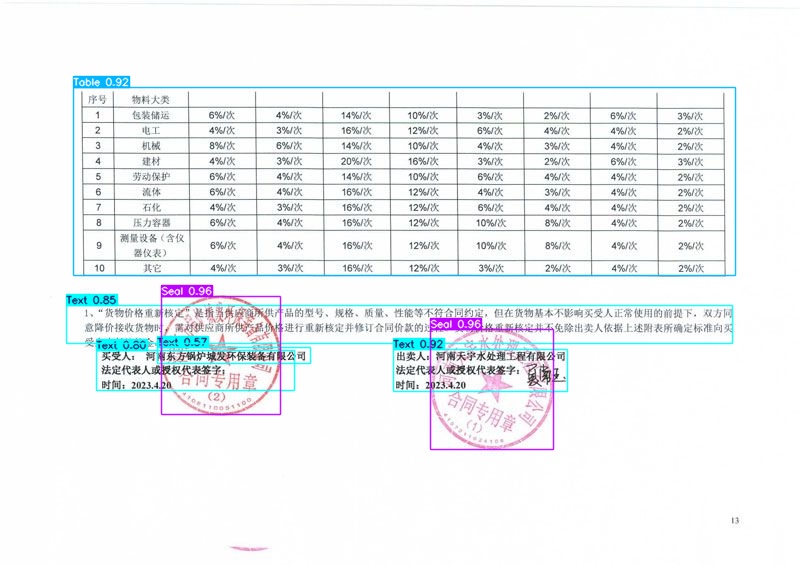 Table 0.92
序号 物料大类
1 包装储运 6%/次 4%/次 14%/次 10%/次 3%/次 2%/次 6%/次 3%/次
2 电工 4%/次 3%/次 16%/次 12%/次 6%/次 4%/次 4%/次 2%/次
3 机械 8%/次 6%/次 14%/次 10%/次 4%/次 3%/次 4%/次 2%/次
4 建材 4%/次 3%/次 20%/次 16%/次 3%/次 2%/次 6%/次 3%/次
5 劳动保护 6%/次 4%/次 14%/次 10%/次 6%/次 4%/次 4%/次 2%/次
6 流体 6%/次 4%/次 16%/次 12%/次 4%/次 3%/次 4%/次 2%/次
7 石化 4%/次 3%/次 16%/次 12%/次 6%/次 4%/次 4%/次 2%/次
8 压力容器 6%/次 4%/次 16%/次 12%/次 10%/次 8%/次 4%/次 2%/次
9 测量设备（含仪
器仪表） 6%/次 4%/次 16%/次 12%/次 10%/次 8%/次 4%/次 2%/次
10 其它 4%/次 3%/次 16%/次 12%/次 3%/次 2%/次 4%/次 2%/次
Seal 0.96
Text 0.85
1、“货物价格重新核定”是指当供应商所供产品的型号、规格、质量、性能等不符合同约定，但在货物基本不影响买受人正常使用的前提下，双方同
意降价接收货物时，需对供应商所供产品价格进行重新核定并修订合同价款的过 格重新核定并不免除出卖人依据上述附表所确定标准向买
Seal 0.96
受
Text 0.80 Text 0.57
买受人： 河南东方锅炉城发环保装备有限公司
法定代表人或授权代表签字：
时间：2023.4.20
合同专用章
（2）
4108110051100
Text 0.92
出卖人：河南天宇水处理工程有限公司
法定代表人或授权代表签字：
时间：2023.4.20
合同专用章
（1）
13